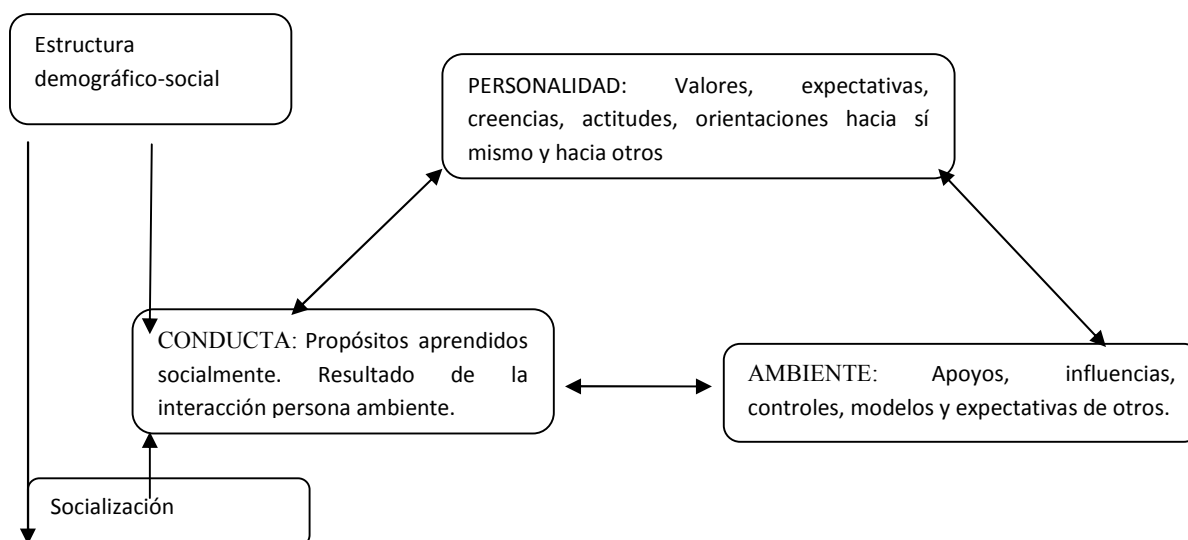 Estructura
demográfico-social
PERSONALIDAD: Valores, expectativas,
creencias, actitudes, orientaciones hacia sí
mismo y hacia otros
CONDUCTA: Propósitos aprendidos
socialmente. Resultado de la
interacción persona ambiente.
AMBIENTE: Apoyos, influencias,
controles, modelos y expectativas de otros.
Socialización